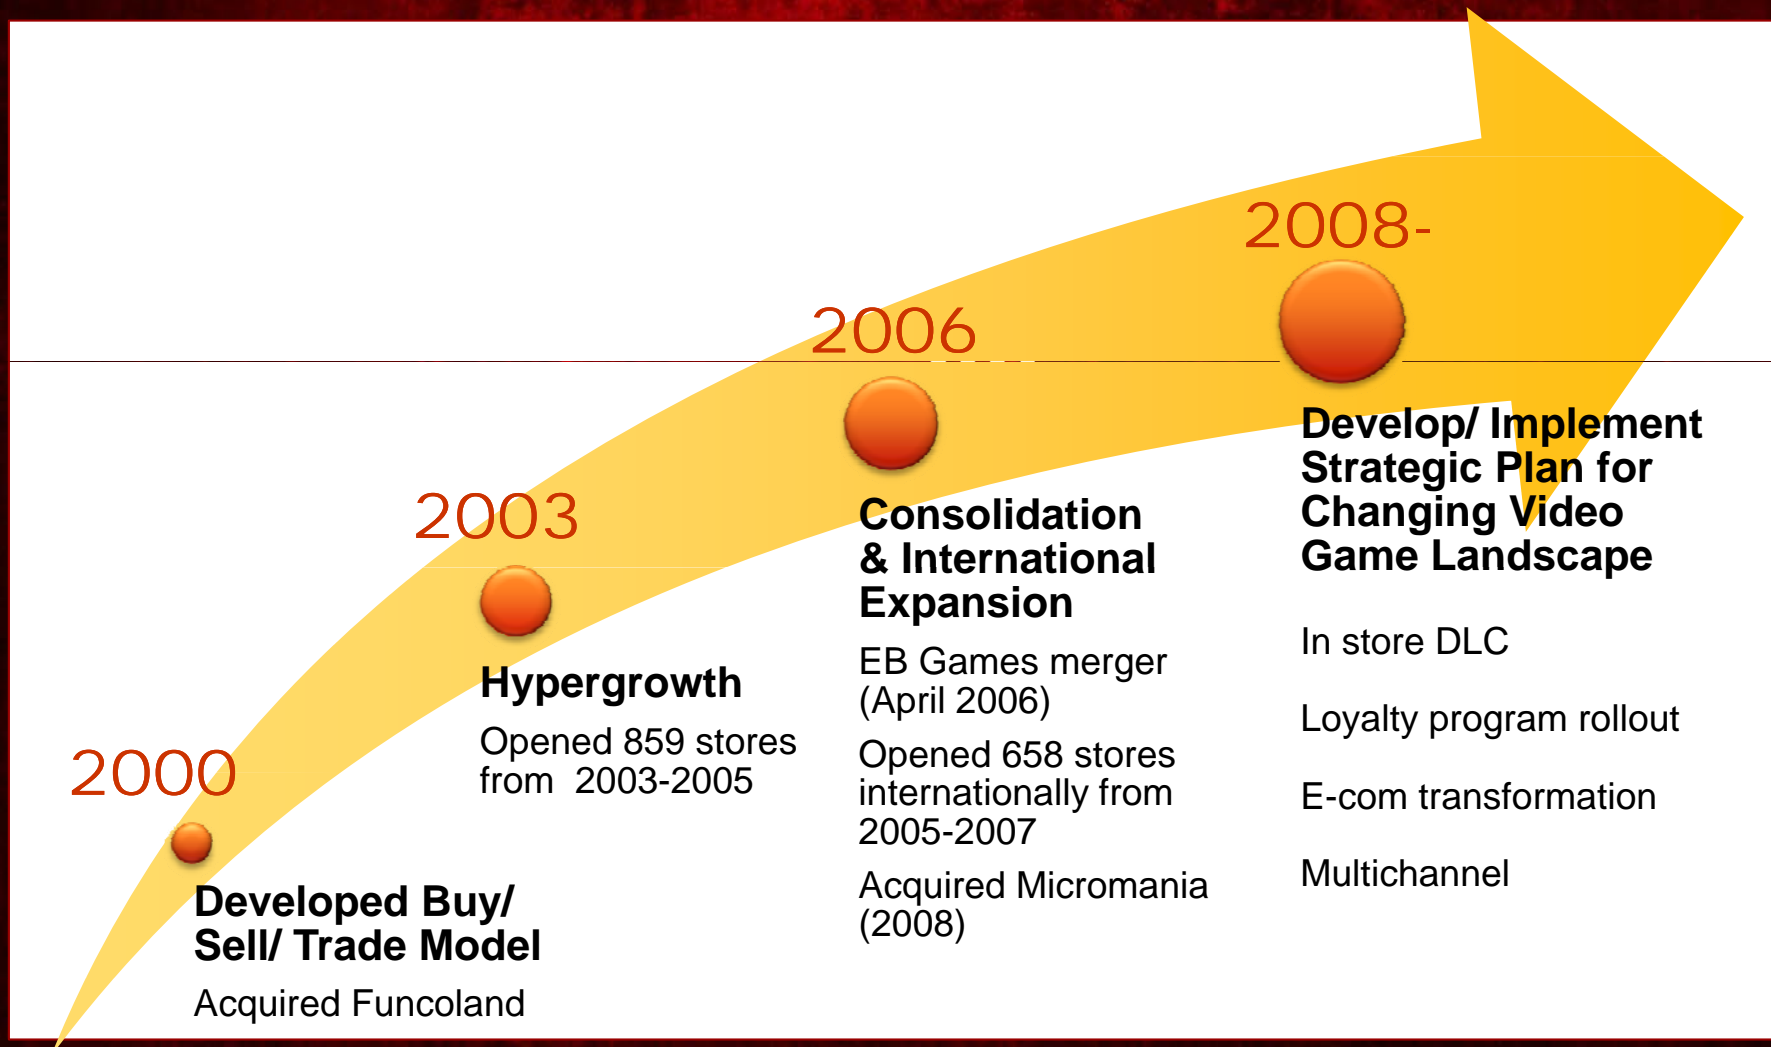 2000
Developed Buy/
Sell/ Trade Model
Acquired Funcoland
2003
Hypergrowth
Opened 859 stores
from 2003-2005
2006
Consolidation
& International
Expansion
EB Games merger
(April 2006)
Opened 658 stores
internationally from
2005-2007
Acquired Micromania
(2008)
2008-
Develop/ Implement
Strategic Plan for
Changing Video
Game Landscape
In store DLC
Loyalty program rollout
E-com transformation
Multichannel